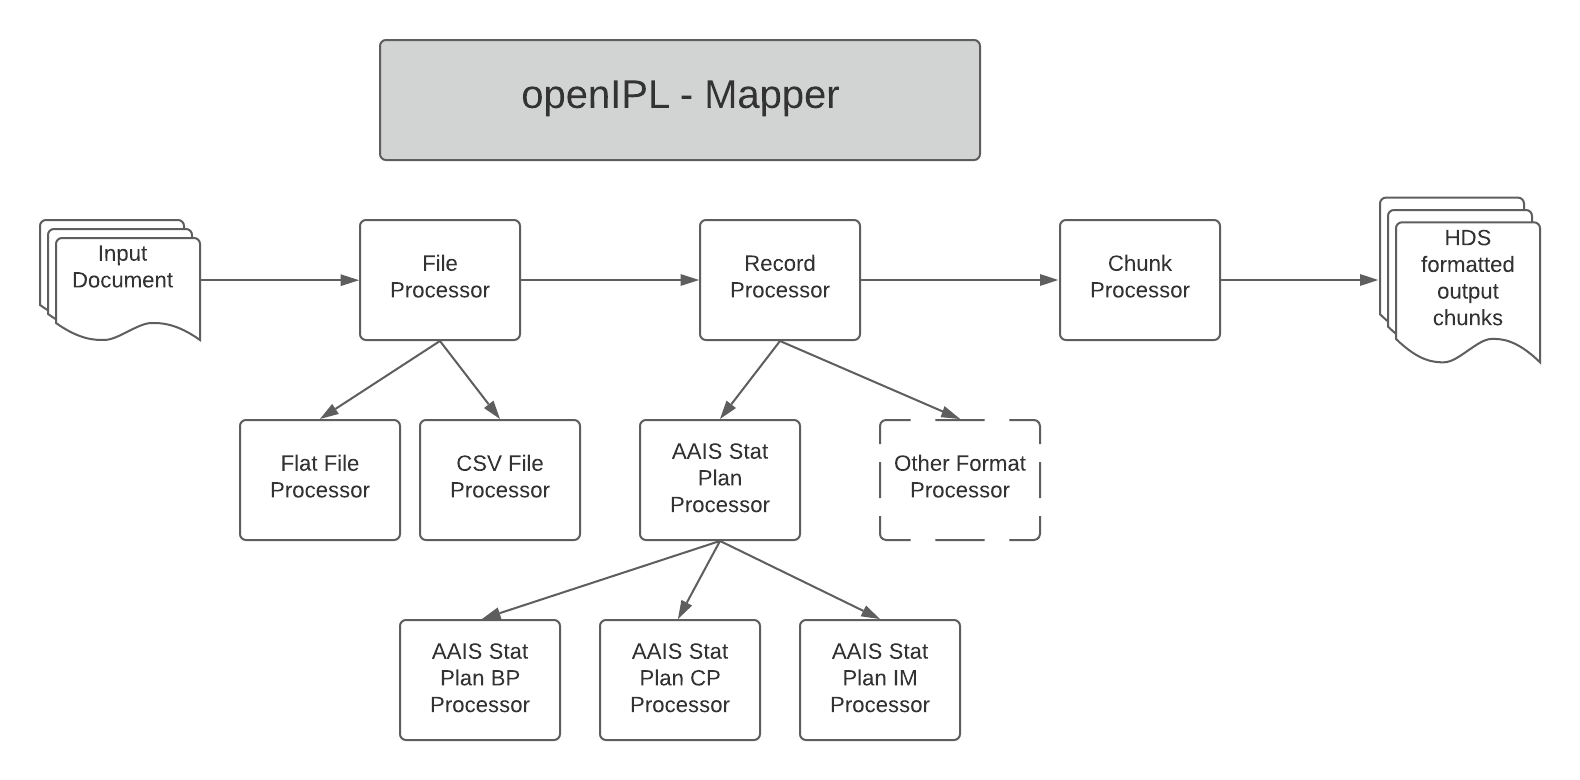 openIPL - Mapper
Input
Document
File
Processor
Record
Processor
Chunk
Processor
HDS
formatted
output
chunks
Flat File
Processor
CSV File
Processor
AAIS Stat
Plan
Processor
Other Format
Processor
AAIS Stat
Plan BP
Processor
AAIS Stat
Plan CP
Processor
AAIS Stat
Plan IM
Processor